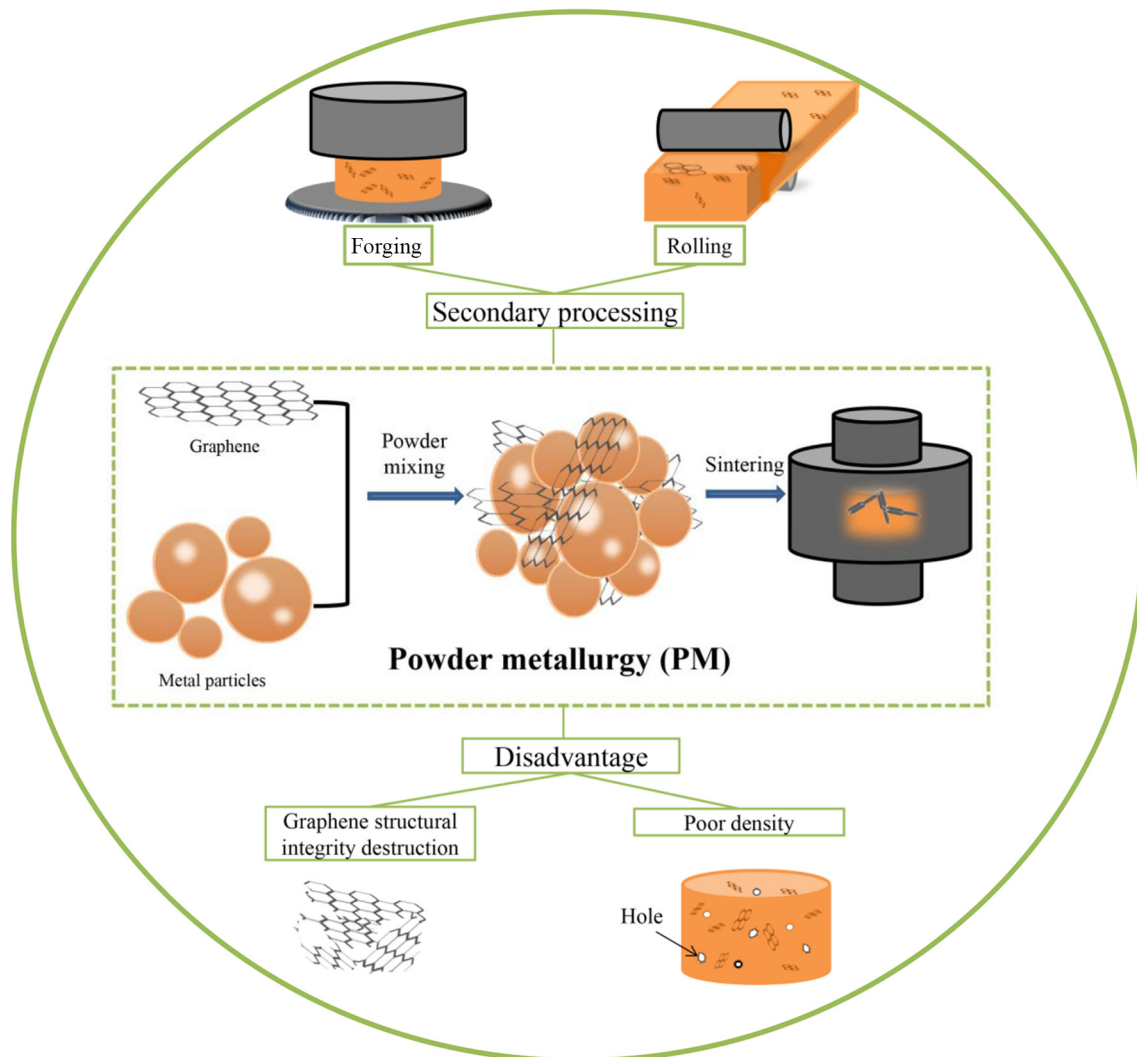 Forging
Rolling
Secondary processing
Graphene
Powder
mixing
Sintering
Metal particles
Powder metallurgy (PM)
Disadvantage
Graphene structural
integrity destruction
Poor density
Hole